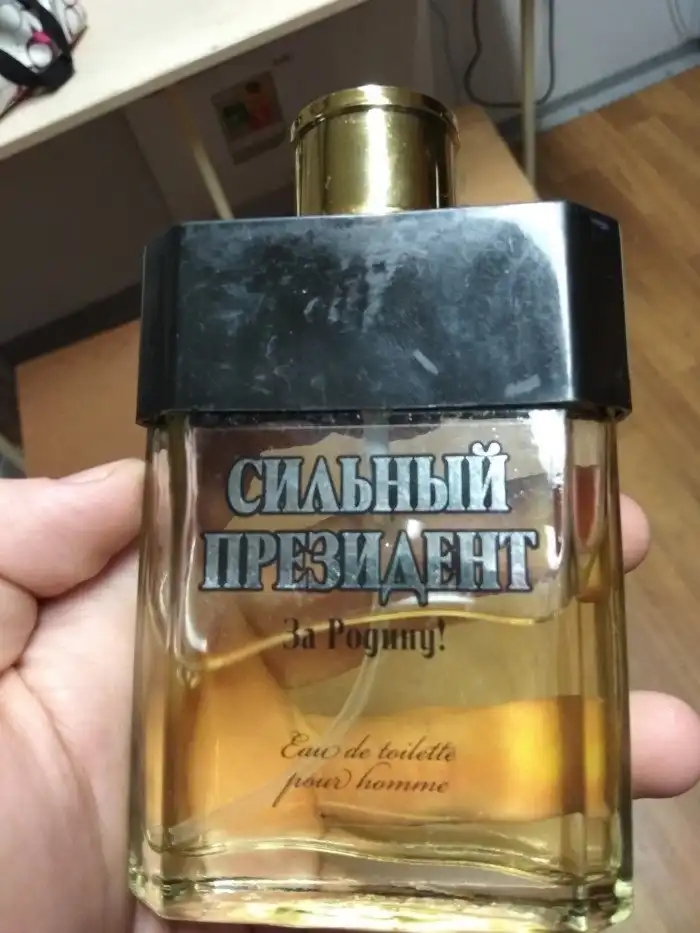 СИЛЬНЫЙ
ПРЕЗИДЕНТ
За Родину!
Eau de toilette
pour homme